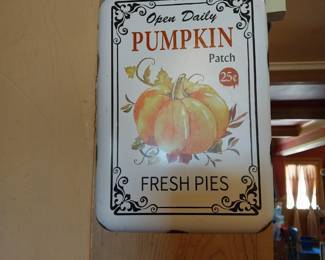 Open Daily
PUMPKIN
Patch
25¢
FRESH PIES